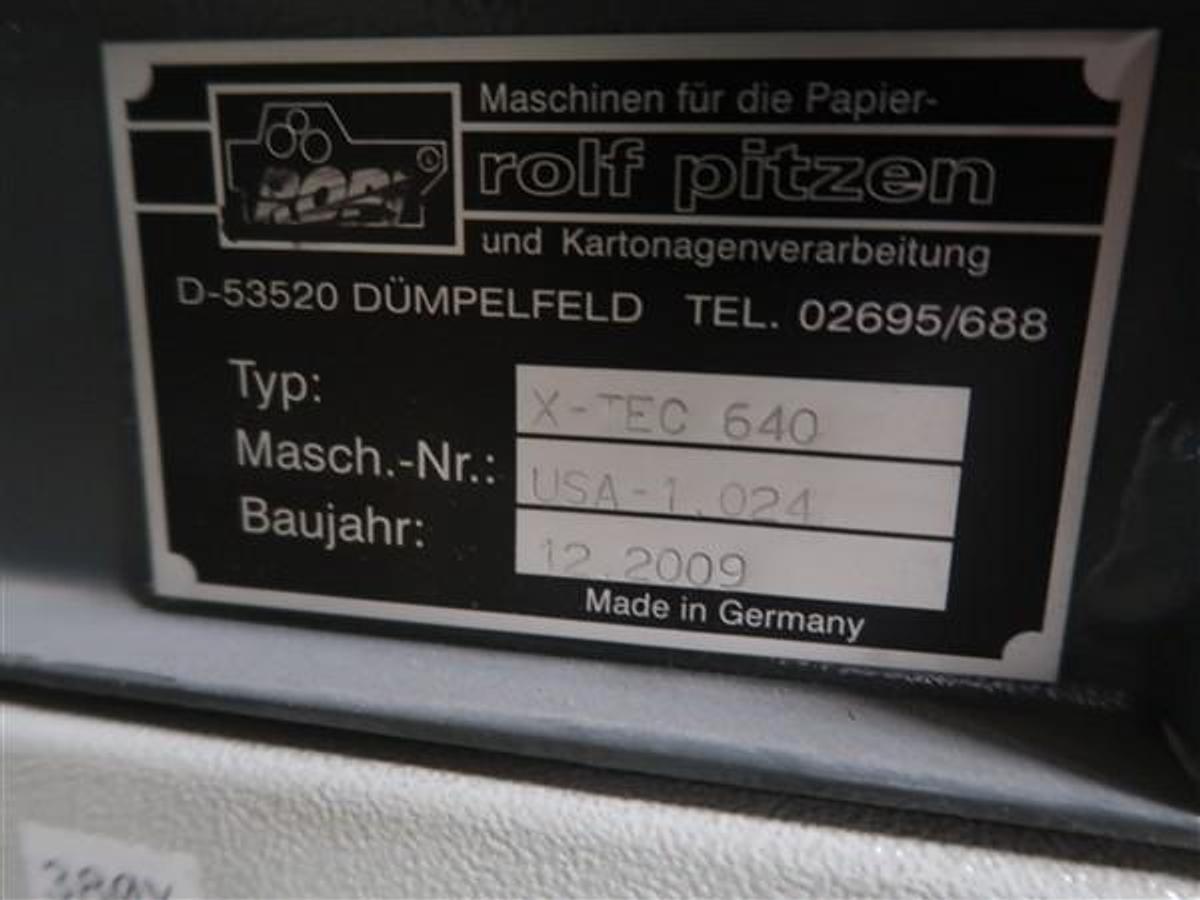 Maschinen für die Papier-
rolf pitzen
und Kartonagenverarbeitung
D-53520 DÜMPELFELD TEL. 02695/688
Typ: X-TEC 640
Masch.-Nr.: USA-1.024
Baujahr: 12.2009
Made in Germany